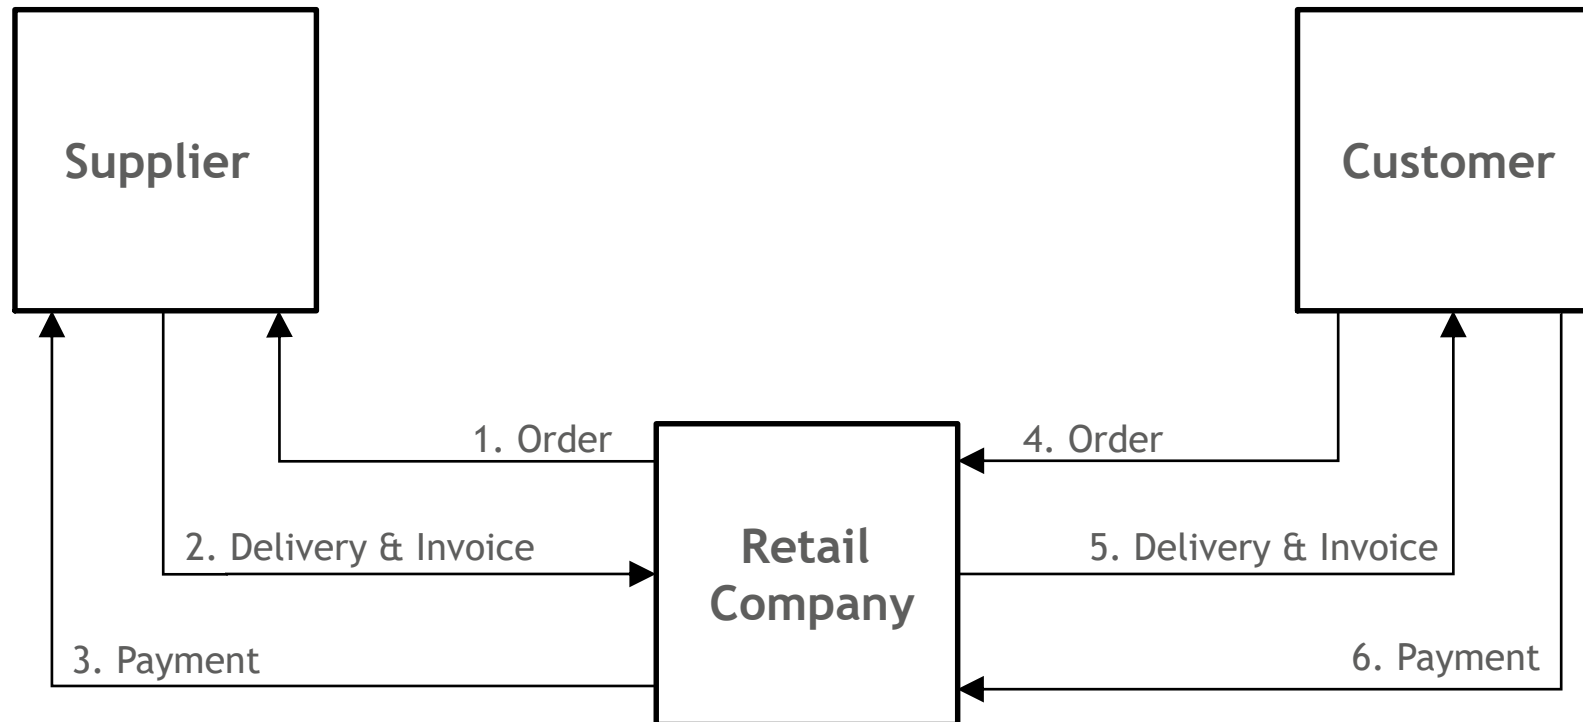 Supplier
Customer
1. Order
4. Order
2. Delivery & Invoice
Retail
Company
5. Delivery & Invoice
3. Payment
6. Payment